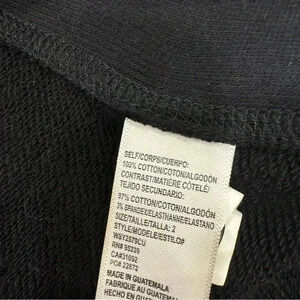 SELF/CORPS/CUERPO:
100% COTTON/COTON/ALGODÓN
CONTRAST/MATIÈRE CÔTELÉ/
TEJIDO SECUNDARIO:
97% COTTON/COTON/ALGODÓN
3% SPANDEX/ELASTHANNE/ELASTANO
SIZE/TAILLE/TALLA: 2
STYLE/MODÈLE/ESTILO#
WSY2579CU
RN# 95339
CA#31092
PO# 22872
MADE IN GUATEMALA
FABRIQUÉ AU GUATEMALA
HECHO EN GUATEMALA